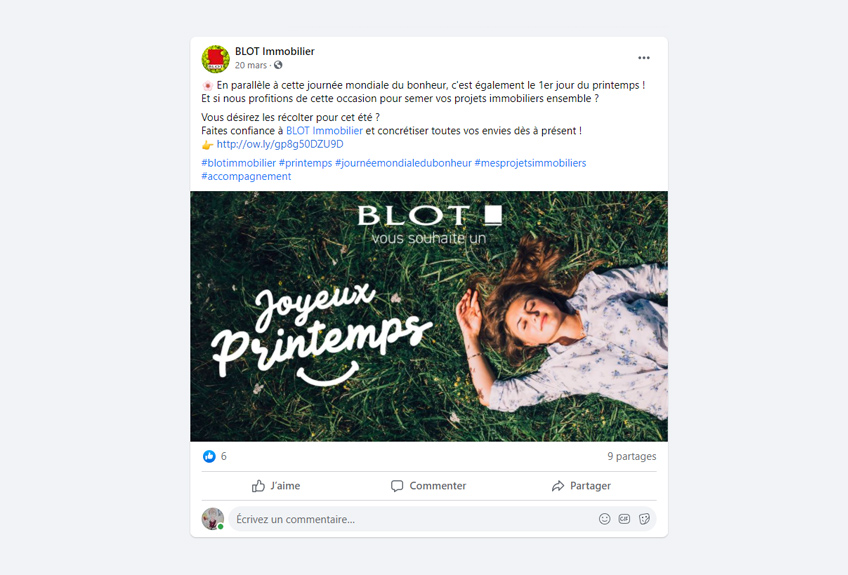 BLOT Immobilier
20 mars ·
En parallèle à cette journée mondiale du bonheur, c'est également le 1er jour du printemps !
Et si nous profitions de cette occasion pour semer vos projets immobiliers ensemble ?
Vous désirez les récolter pour cet été ?
Faites confiance à BLOT Immobilier et concrétiser toutes vos envies dès à présent !
👉 http://ow.ly/gp8g50DZU9D
#blotimmobilier #printemps #journéemondialedubonheur #mesprojetsimmobiliers
#accompagnement
BLOT
vous souhaite un
Joyeux
Printemps
6
9 partages
J'aime
Commenter
Partager
Écrivez un commentaire...
GIF